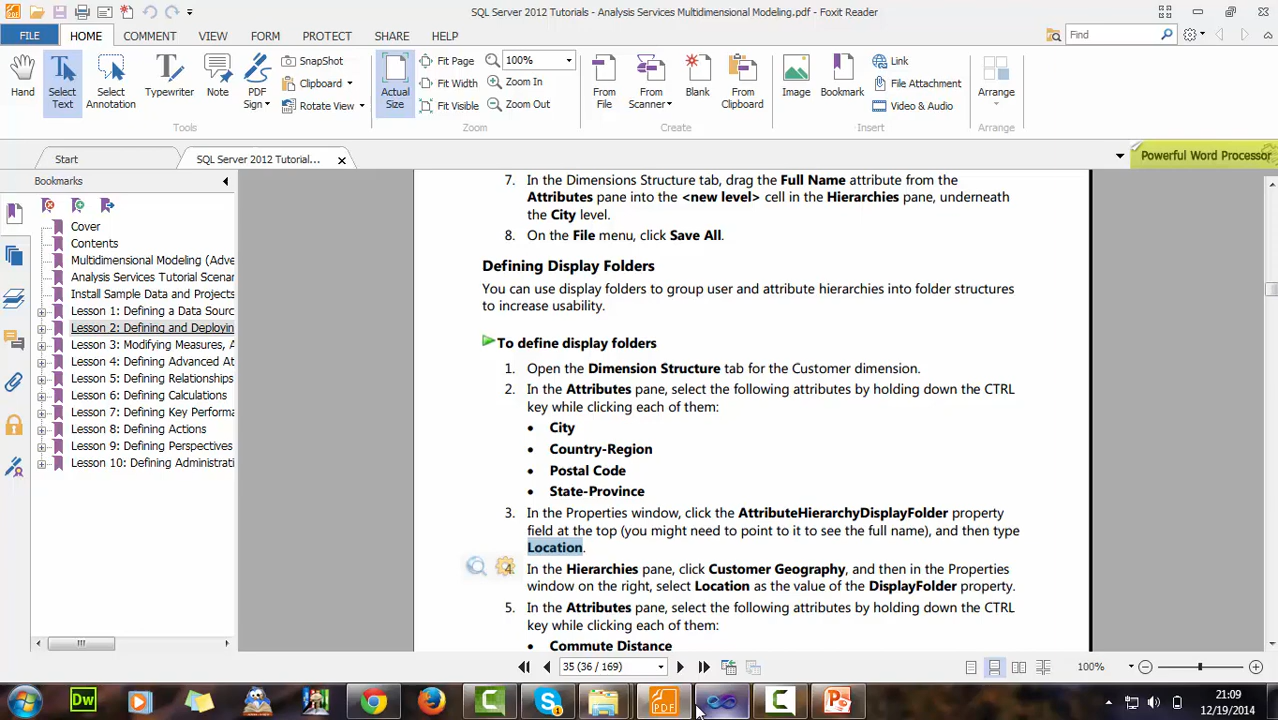 SQL Server 2012 Tutorials - Analysis Services Multidimensional Modeling.pdf - Foxit Reader
FILE HOME COMMENT VIEW FORM PROTECT SHARE HELP
Find
Hand
Select Text
Select Annotation
Typewriter
Note
PDF Sign
SnapShot
Clipboard
Rotate View
Tools
Actual Size
Fit Page
Fit Width
Fit Visible
100%
Zoom In
Zoom Out
Zoom
From File
From Scanner
Blank
From Clipboard
Create
Image
Bookmark
Link
File Attachment
Video & Audio
Insert
Arrange
Arrange
Start
SQL Server 2012 Tutorial...
Powerful Word Processor
Bookmarks
Cover
Contents
Multidimensional Modeling (Adve
Analysis Services Tutorial Scenar
Install Sample Data and Projects
Lesson 1: Defining a Data Sourc
Lesson 2: Defining and Deployin
Lesson 3: Modifying Measures, A
Lesson 4: Defining Advanced At
Lesson 5: Defining Relationships
Lesson 6: Defining Calculations
Lesson 7: Defining Key Performa
Lesson 8: Defining Actions
Lesson 9: Defining Perspectives
Lesson 10: Defining Administrati
7. In the Dimensions Structure tab, drag the Full Name attribute from the
Attributes pane into the <new level> cell in the Hierarchies pane, underneath
the City level.
8. On the File menu, click Save All.
Defining Display Folders
You can use display folders to group user and attribute hierarchies into folder structures
to increase usability.
To define display folders
1. Open the Dimension Structure tab for the Customer dimension.
2. In the Attributes pane, select the following attributes by holding down the CTRL
key while clicking each of them:
• City
• Country-Region
• Postal Code
• State-Province
3. In the Properties window, click the AttributeHierarchyDisplayFolder property
field at the top (you might need to point to it to see the full name), and then type
Location.
4. In the Hierarchies pane, click Customer Geography, and then in the Properties
window on the right, select Location as the value of the DisplayFolder property.
5. In the Attributes pane, select the following attributes by holding down the CTRL
key while clicking each of them:
• Commute Distance
35 (36 / 169)
100%
Dw
PDF
21:09
12/19/2014